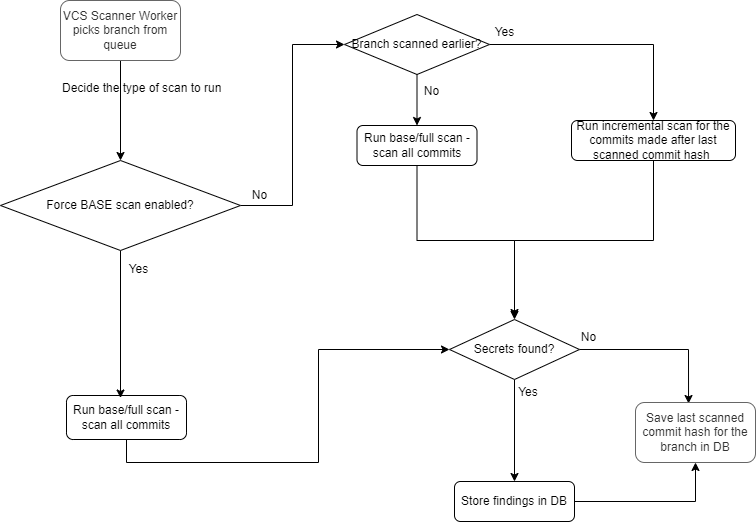 VCS Scanner Worker
picks branch from
queue
Decide the type of scan to run
Force BASE scan enabled?
No
Yes
Run base/full scan -
scan all commits
Branch scanned earlier?
Yes
No
Run base/full scan -
scan all commits
Run incremental scan for the
commits made after last
scanned commit hash
Secrets found?
No
Yes
Store findings in DB
Save last scanned
commit hash for the
branch in DB